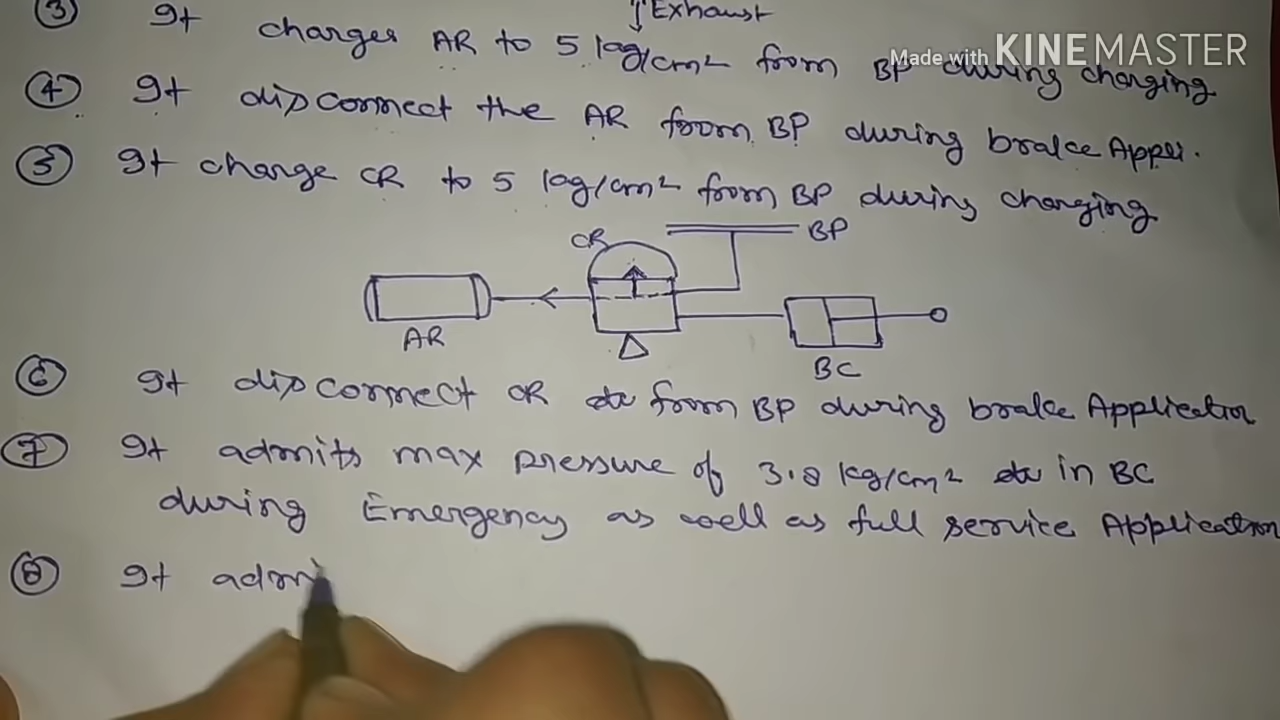 ↓Exhaust
③ It charges AR to 5 kg/cm² from BP during charging
Made with KINEMASTER
④ It disconnect the AR from BP during brake Appli.
⑤ It charge CR to 5 kg/cm² from BP during charging
CR
BP
AR
BC
⑥ It disconnect CR from BP during brake Application
⑦ It admits max pressure of 3.8 kg/cm² in BC
during Emergency as well as full service Application
⑧ It adm